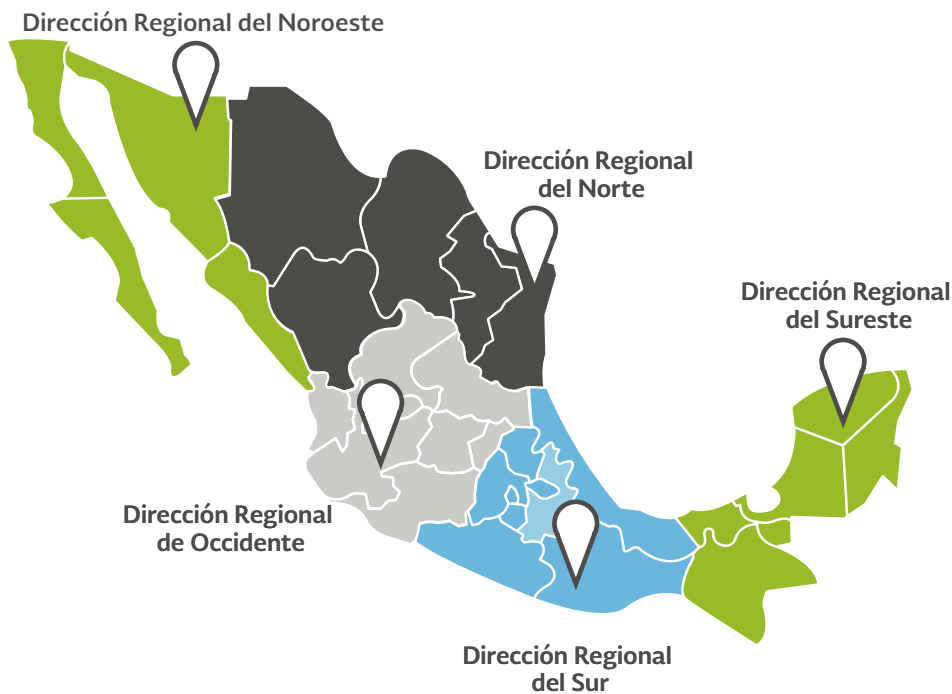 Dirección Regional del Noroeste
Dirección Regional
del Norte
Dirección Regional
del Sureste
Dirección Regional
de Occidente
Dirección Regional
del Sur